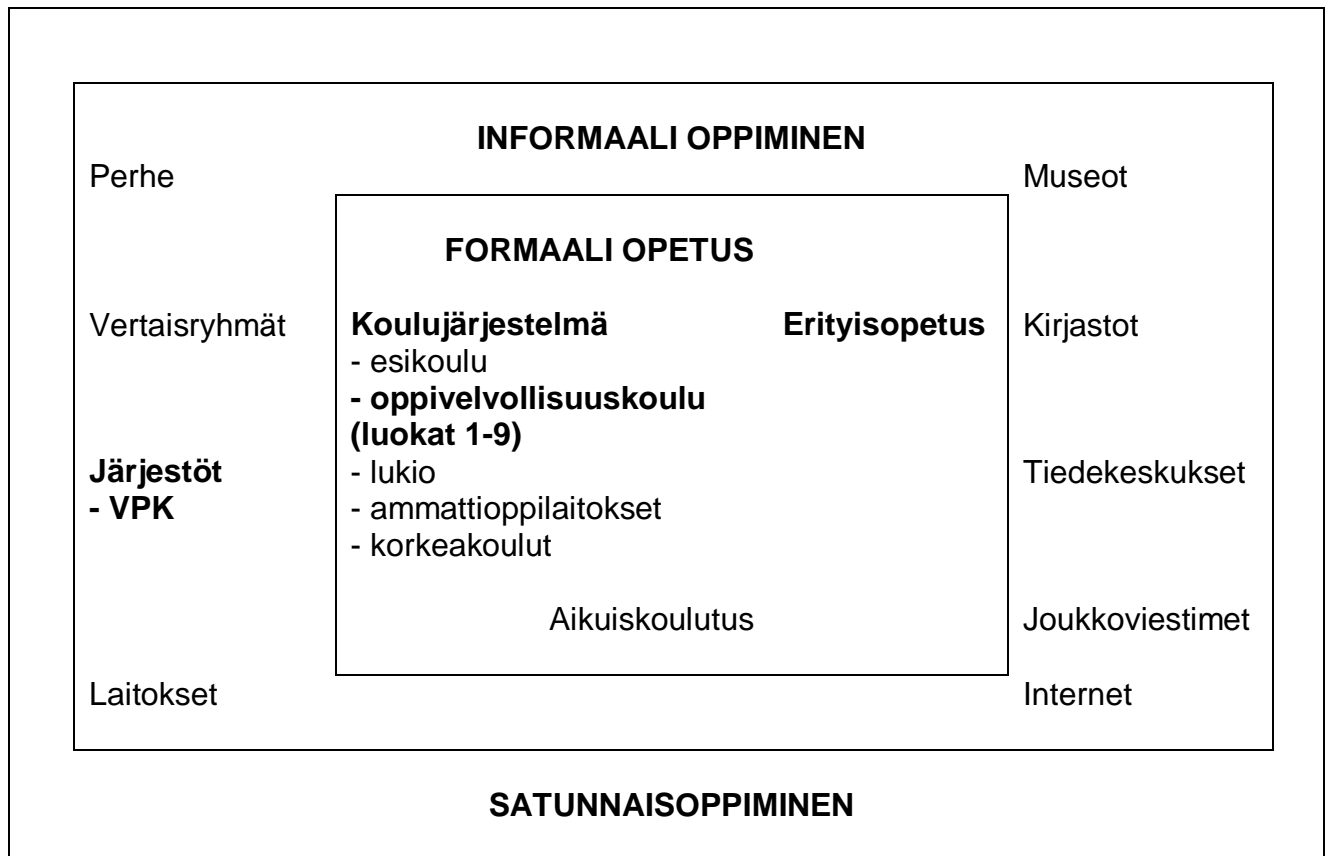 INFORMAALI OPPIMINEN
Perhe
Museot
FORMAALI OPETUS
Vertaisryhmät
Koulujärjestelmä
Erityisopetus
Kirjastot
- esikoulu
- oppivelvollisuuskoulu
(luokat 1-9)
Järjestöt
- lukio
Tiedekeskukset
- VPK
- ammattioppilaitokset
- korkeakoulut
Aikuiskoulutus
Joukkoviestimet
Laitokset
Internet
SATUNNAISOPPIMINEN